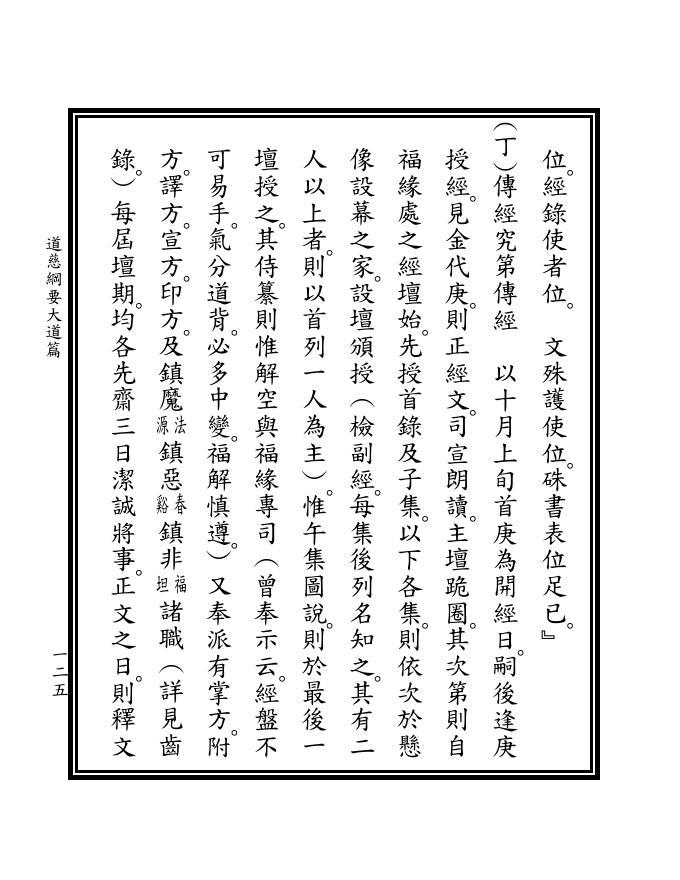 位。經錄使者位。　文殊護使位。硃書表位足已。』
（丁）傳經究第傳經　以十月上旬首庚為開經日。嗣後逢庚
授經。見金代庚。則正經文。司宣朗讀。主壇跪圈。其次第則自
福緣處之經壇始。先授首錄及子集。以下各集。則依次於懸
像設幕之家。設壇頒授（檢副經。每集後列名知之。其有二
人以上者。則以首列一人為主）。惟午集圖說。則於最後一
壇授之。其侍纂則惟解空與福緣專司（曾奉示云。經盤不
可易手。氣分道背。必多中變。福解慎遵。）又奉派有掌方。附
方。譯方。宣方。印方。及鎮魔法源鎮惡春谿鎮非福坦諸職（詳見齒
錄。）每屆壇期。均各先齋三日潔誠將事。正文之日。則釋文
道慈綱要大道篇
一二五